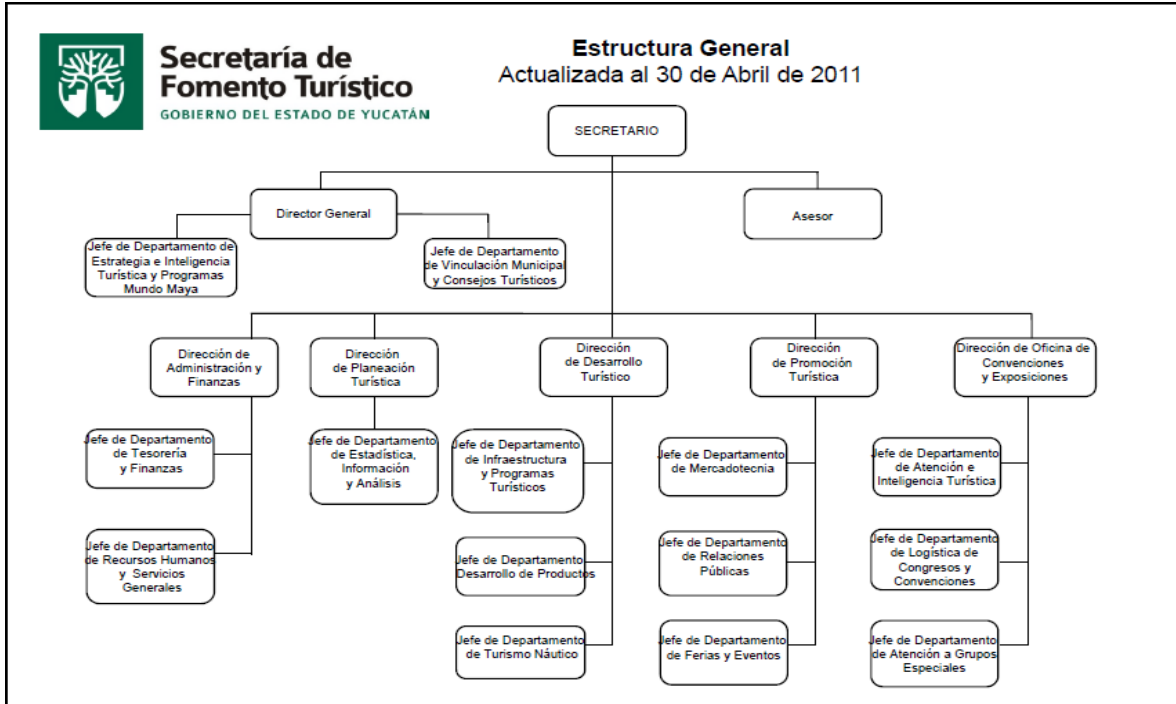 Secretaría de
Fomento Turístico
GOBIERNO DEL ESTADO DE YUCATÁN
Estructura General
Actualizada al 30 de Abril de 2011
SECRETARIO
Director General
Asesor
Jefe de Departamento de
Estrategia e Inteligencia
Turística y Programas
Mundo Maya
Jefe de Departamento
de Vinculación Municipal
y Consejos Turísticos
Dirección de
Administración y
Finanzas
Dirección
de Planeación
Turística
Dirección
de Desarrollo
Turístico
Dirección
de Promoción
Turística
Dirección de Oficina de
Convenciones
y Exposiciones
Jefe de Departamento
de Tesorería
y Finanzas
Jefe de Departamento
de Estadística,
Información
y Análisis
Jefe de Departamento
de Infraestructura
y Programas
Turísticos
Jefe de Departamento
de Mercadotecnia
Jefe de Departamento
de Atención e
Inteligencia Turística
Jefe de Departamento
de Recursos Humanos
y Servicios
Generales
Jefe de Departamento
Desarrollo de Productos
Jefe de Departamento
de Relaciones
Públicas
Jefe de Departamento
de Logística de
Congresos y
Convenciones
Jefe de Departamento
de Turismo Náutico
Jefe de Departamento
de Ferias y Eventos
Jefe de Departamento
de Atención a Grupos
Especiales